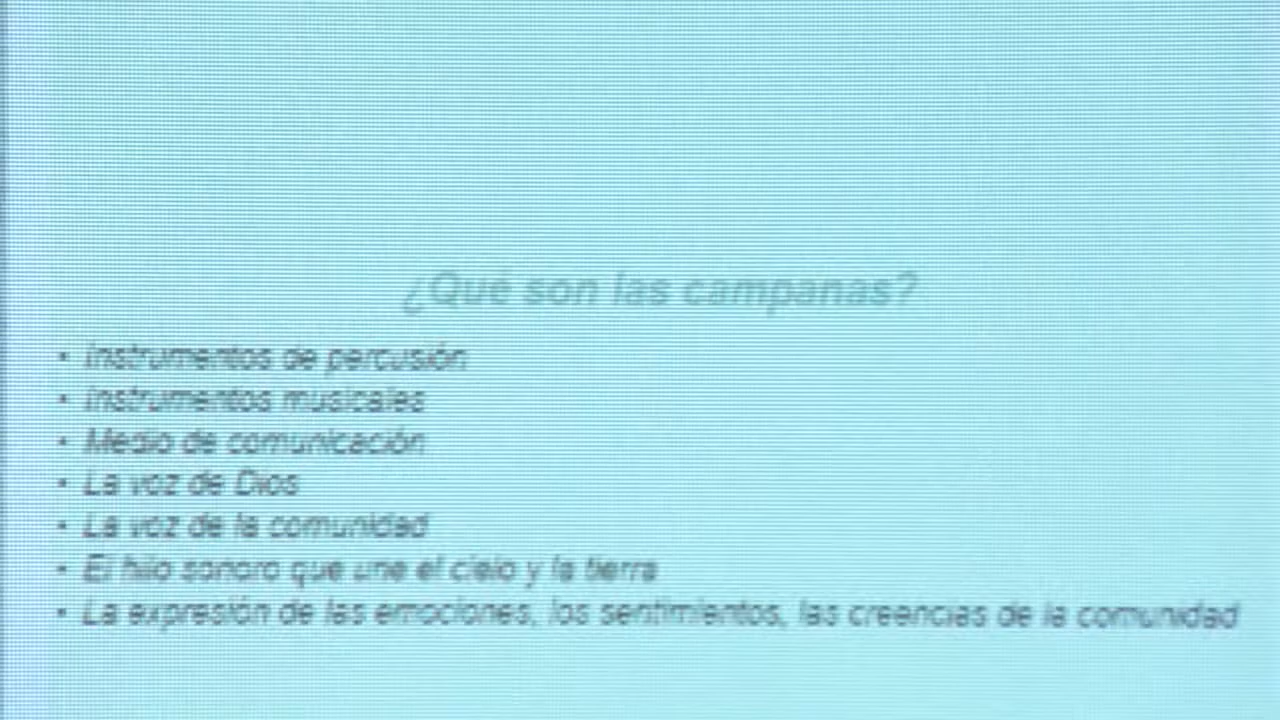 ¿Qué son las campanas?
• Instrumentos de percusión
• Instrumentos musicales
• Medio de comunicación
• La voz de Dios
• La voz de la comunidad
• El hilo sonoro que une el cielo y la tierra
• La expresión de las emociones, los sentimientos, las creencias de la comunidad